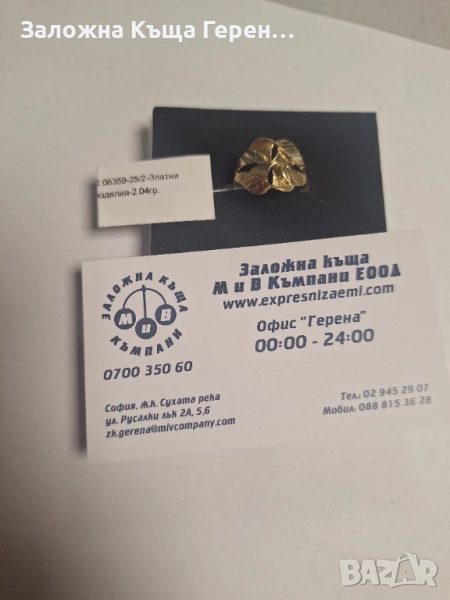 Заложна Къща Герен...
2.06359-25/2-Златни
изделия-2.04гр.
ЗАЛОЖНА КЪЩА
М и В
КЪМПАНИ
0700 350 60
Заложна къща
М и В Къмпани ЕООД
www.expresnizaemi.com
Офис "Герена"
00:00 - 24:00
София, ж.к. Сухата река
ул. Русалки лък 2А, 5,6
zk.gerena@mivcompany.com
Тел.: 02 945 29 07
Мобил: 088 815 36 28
BAZAR